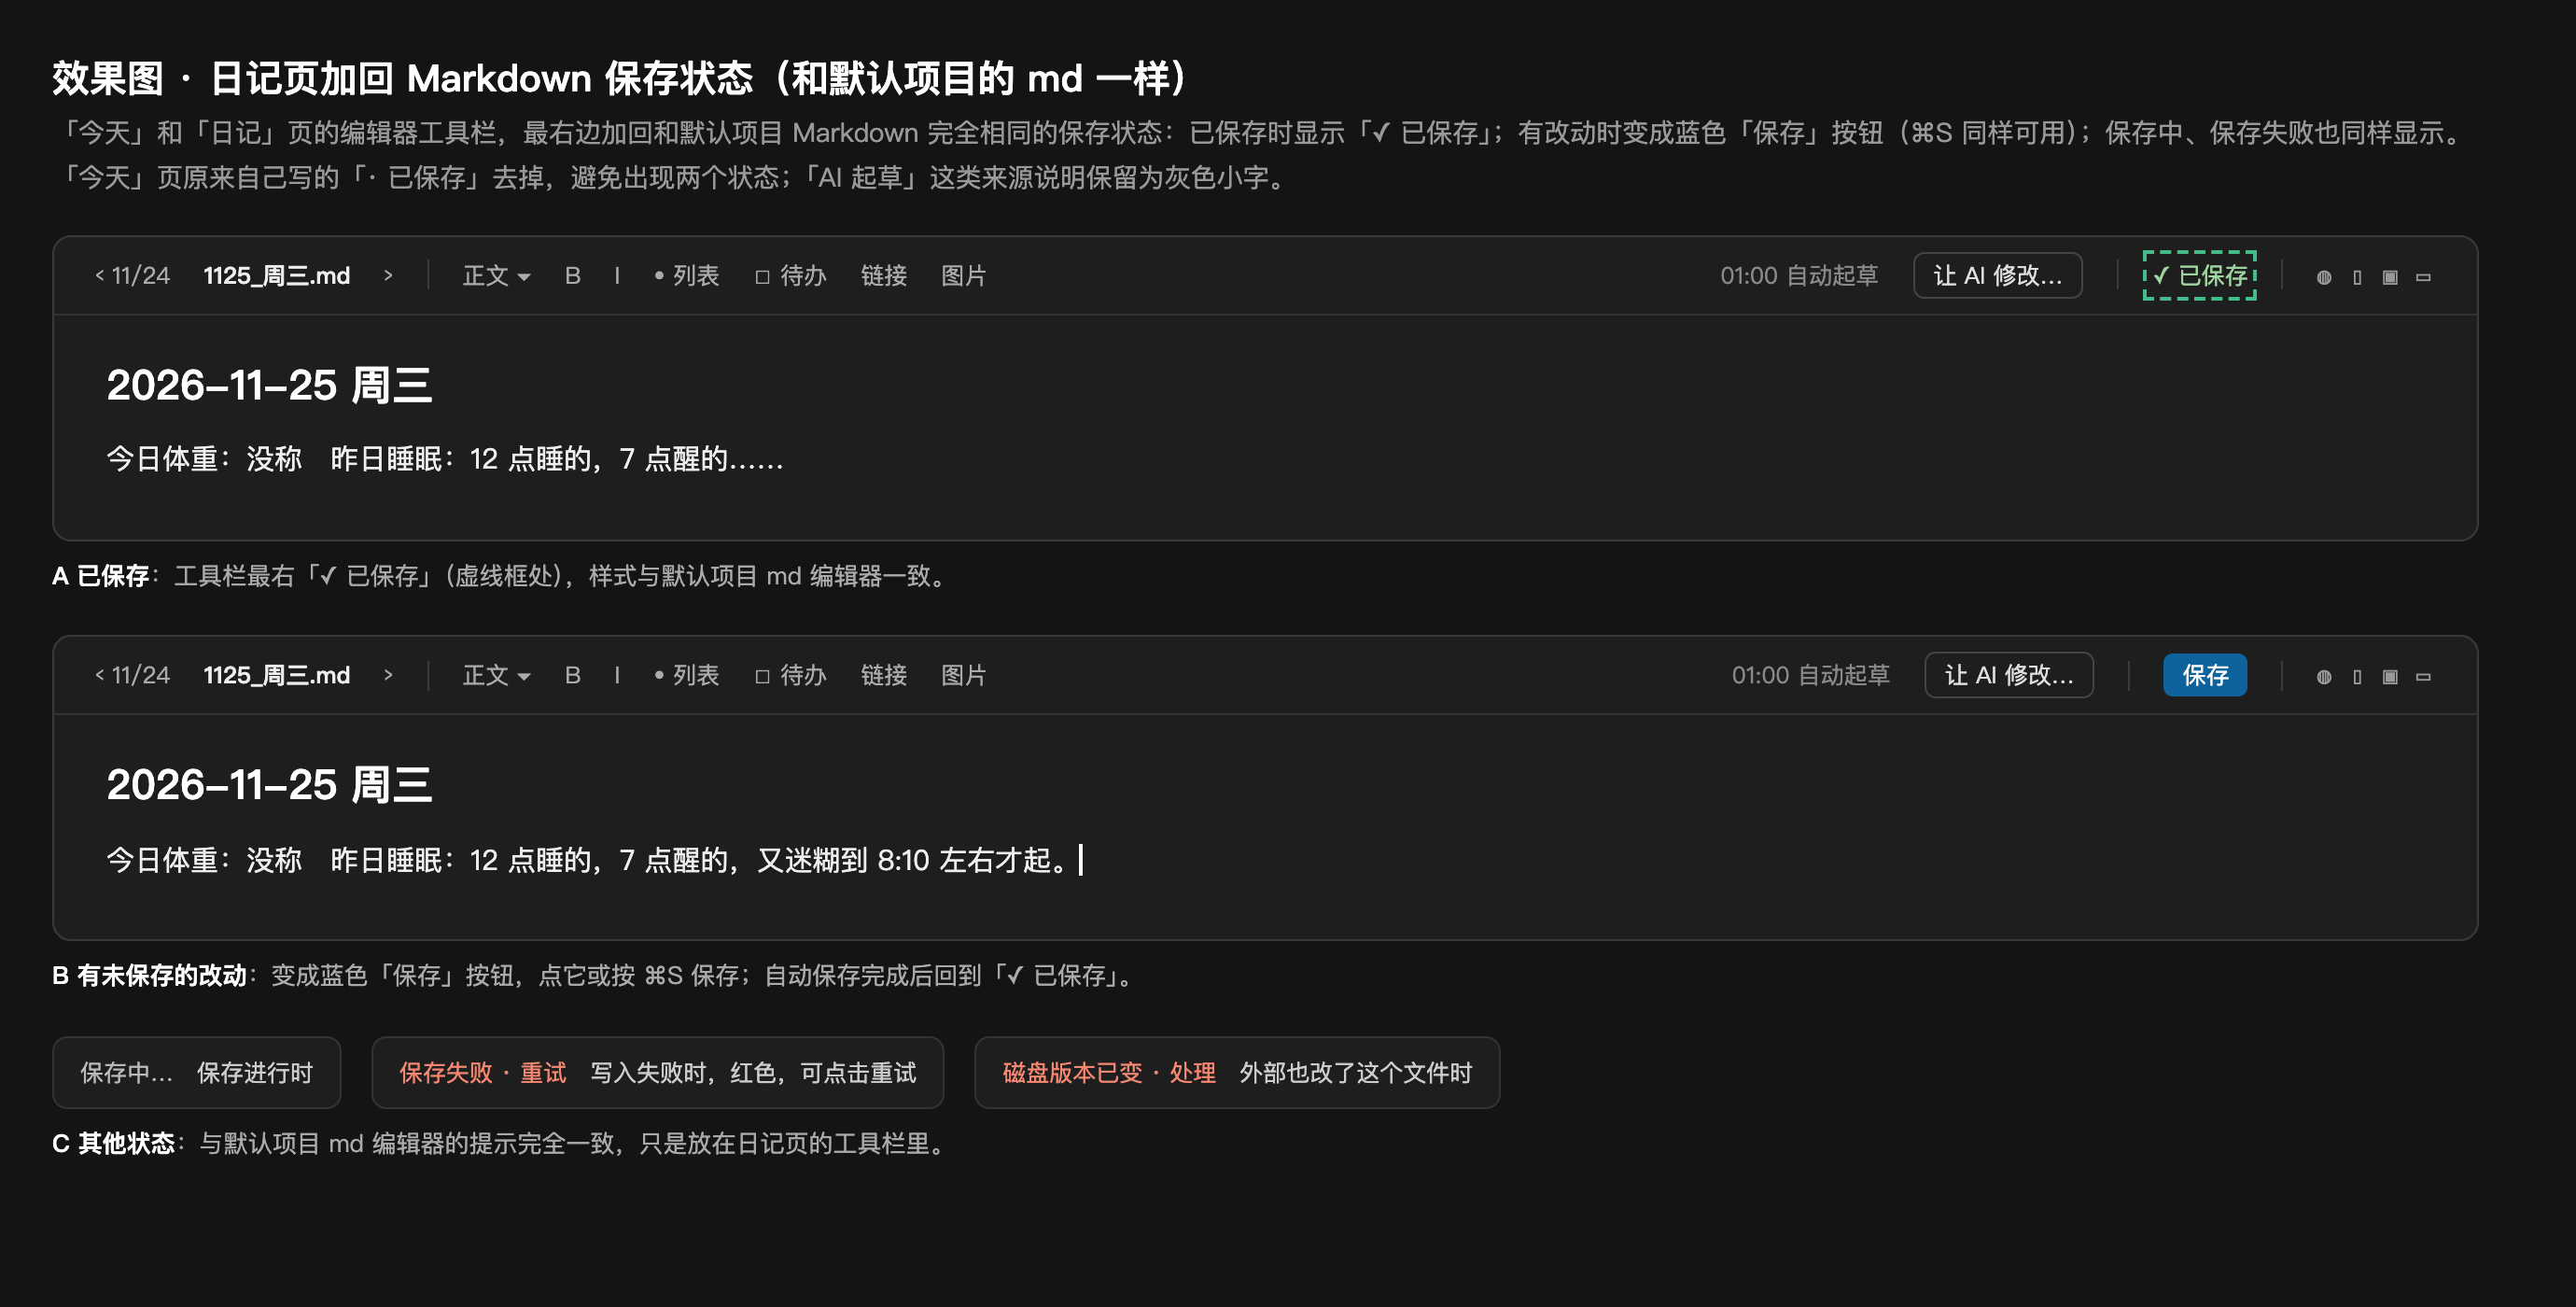 效果图 · 日记页加回 Markdown 保存状态（和默认项目的 md 一样）
「今天」和「日记」页的编辑器工具栏，最右边加回和默认项目 Markdown 完全相同的保存状态：已保存时显示「✓ 已保存」；有改动时变成蓝色「保存」按钮（⌘S 同样可用）；保存中、保存失败也同样显示。
「今天」页原来自己写的「· 已保存」去掉，避免出现两个状态；「AI 起草」这类来源说明保留为灰色小字。
‹ 11/24 1125_周三.md › 正文 B I • 列表 □ 待办 链接 图片 01:00 自动起草 让 AI 修改… ✓ 已保存
2026-11-25 周三
今日体重：没称 昨日睡眠：12 点睡的，7 点醒的……
A 已保存：工具栏最右「✓ 已保存」（虚线框处），样式与默认项目 md 编辑器一致。
‹ 11/24 1125_周三.md › 正文 B I • 列表 □ 待办 链接 图片 01:00 自动起草 让 AI 修改… 保存
2026-11-25 周三
今日体重：没称 昨日睡眠：12 点睡的，7 点醒的，又迷糊到 8:10 左右才起。
B 有未保存的改动：变成蓝色「保存」按钮，点它或按 ⌘S 保存；自动保存完成后回到「✓ 已保存」。
保存中… 保存进行时 保存失败 · 重试 写入失败时，红色，可点击重试 磁盘版本已变 · 处理 外部也改了这个文件时
C 其他状态：与默认项目 md 编辑器的提示完全一致，只是放在日记页的工具栏里。